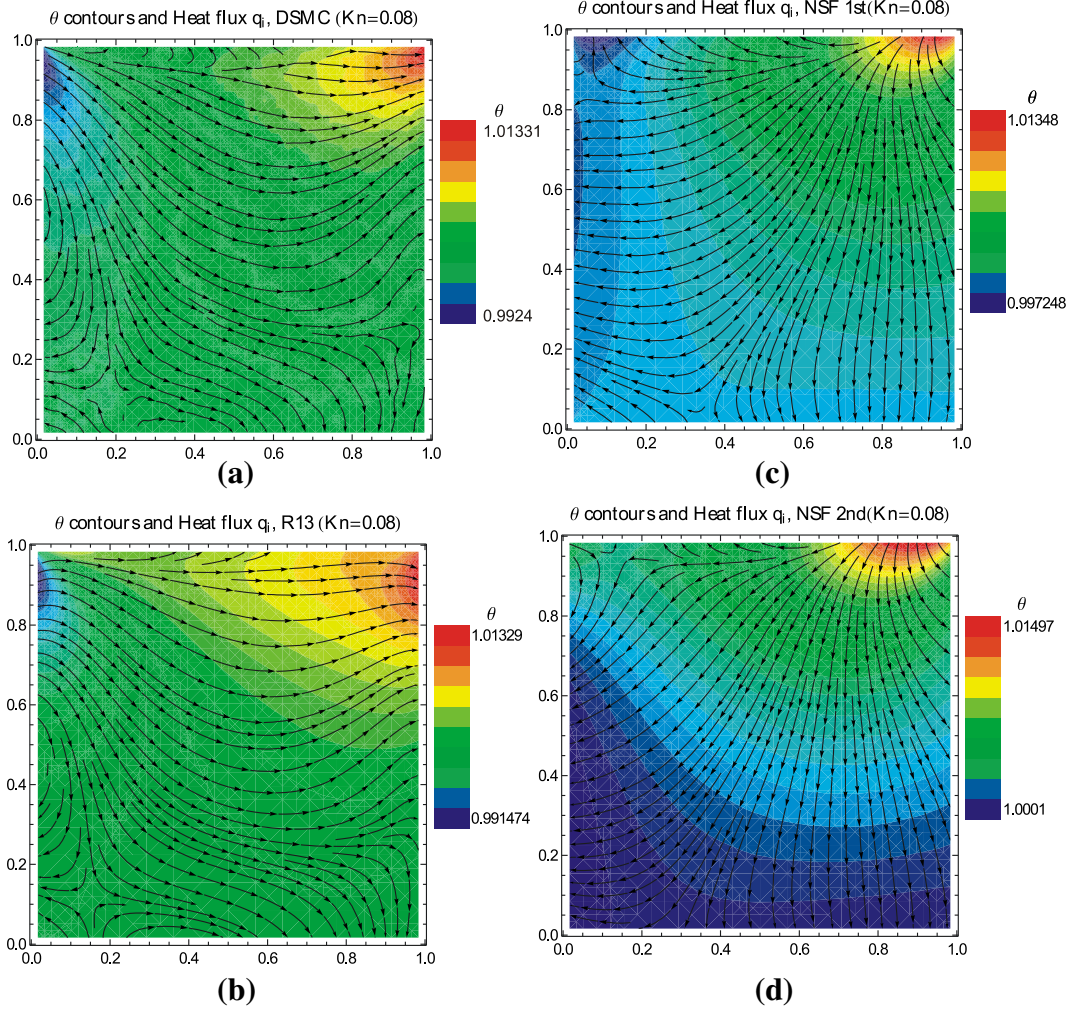 θ contours and Heat flux qi, DSMC (Kn=0.08)
1.0
0.8
0.6
0.4
0.2
0.0
0.0 0.2 0.4 0.6 0.8 1.0
θ
1.01331
0.9924
(a)
θ contours and Heat flux qi, NSF 1st(Kn=0.08)
1.0
0.8
0.6
0.4
0.2
0.0
0.0 0.2 0.4 0.6 0.8 1.0
θ
1.01348
0.997248
(c)
θ contours and Heat flux qi, R13 (Kn=0.08)
1.0
0.8
0.6
0.4
0.2
0.0
0.0 0.2 0.4 0.6 0.8 1.0
θ
1.01329
0.991474
(b)
θ contours and Heat flux qi, NSF 2nd(Kn=0.08)
1.0
0.8
0.6
0.4
0.2
0.0
0.0 0.2 0.4 0.6 0.8 1.0
θ
1.01497
1.0001
(d)